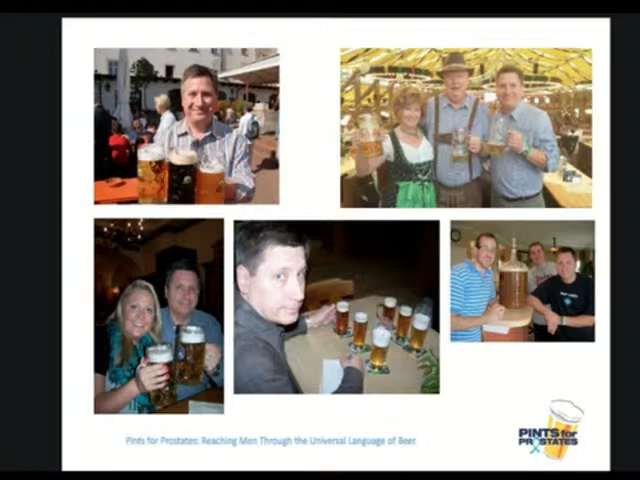 Pints for Prostates: Reaching Men Through the Universal Language of Beer
PINTS for
PROSTATES